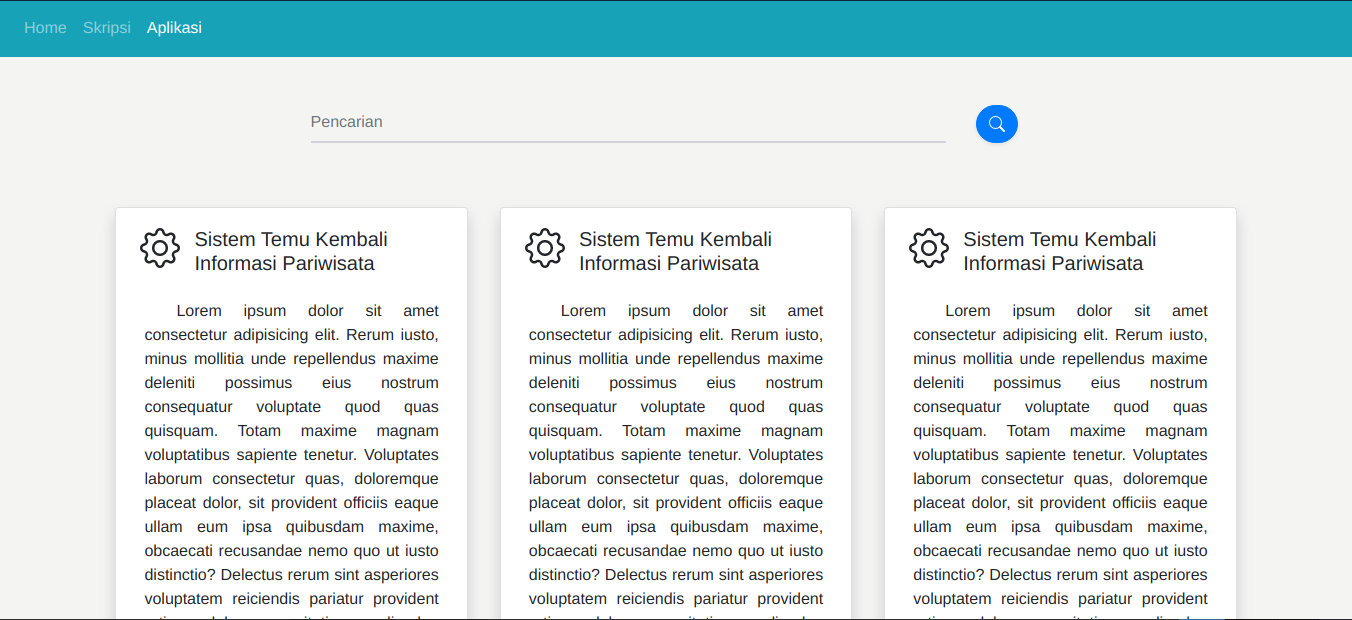 Home Skripsi Aplikasi
Pencarian
Sistem Temu Kembali
Informasi Pariwisata
Lorem ipsum dolor sit amet
consectetur adipisicing elit. Rerum iusto,
minus mollitia unde repellendus maxime
deleniti possimus eius nostrum
consequatur voluptate quod quas
quisquam. Totam maxime magnam
voluptatibus sapiente tenetur. Voluptates
laborum consectetur quas, doloremque
placeat dolor, sit provident officiis eaque
ullam eum ipsa quibusdam maxime,
obcaecati recusandae nemo quo ut iusto
distinctio? Delectus rerum sint asperiores
voluptatem reiciendis pariatur provident
Sistem Temu Kembali
Informasi Pariwisata
Lorem ipsum dolor sit amet
consectetur adipisicing elit. Rerum iusto,
minus mollitia unde repellendus maxime
deleniti possimus eius nostrum
consequatur voluptate quod quas
quisquam. Totam maxime magnam
voluptatibus sapiente tenetur. Voluptates
laborum consectetur quas, doloremque
placeat dolor, sit provident officiis eaque
ullam eum ipsa quibusdam maxime,
obcaecati recusandae nemo quo ut iusto
distinctio? Delectus rerum sint asperiores
voluptatem reiciendis pariatur provident
Sistem Temu Kembali
Informasi Pariwisata
Lorem ipsum dolor sit amet
consectetur adipisicing elit. Rerum iusto,
minus mollitia unde repellendus maxime
deleniti possimus eius nostrum
consequatur voluptate quod quas
quisquam. Totam maxime magnam
voluptatibus sapiente tenetur. Voluptates
laborum consectetur quas, doloremque
placeat dolor, sit provident officiis eaque
ullam eum ipsa quibusdam maxime,
obcaecati recusandae nemo quo ut iusto
distinctio? Delectus rerum sint asperiores
voluptatem reiciendis pariatur provident